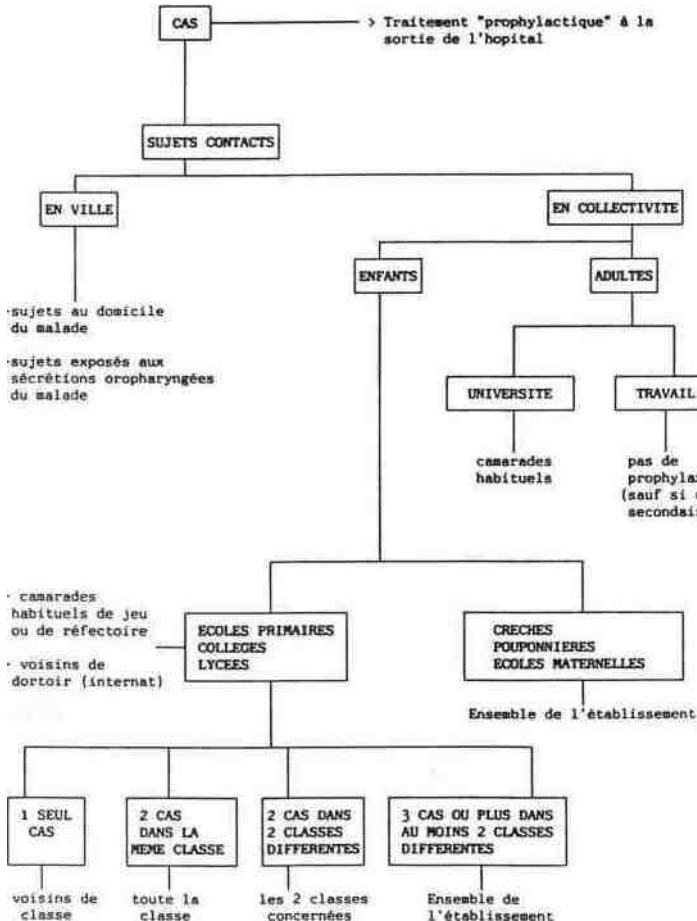 CAS
> Traitement "prophylactique" à la
sortie de l'hopital
SUJETS CONTACTS
EN VILLE
EN COLLECTIVITE
ENFANTS
ADULTES
sujets au domicile
du malade
sujets exposés aux
sécrétions oropharyngées
du malade
UNIVERSITE
TRAVAIL
camarades
habituels
pas de
(sauf si
camarades
habituels de jeu
ou de réfectoire
voisins de
dortoir (internat)
ECOLES PRIMAIRES
COLLEGES
LYCEES
CRECHES
POUPONNIERES
ECOLES MATERNELLES
Ensemble de l'établissement
1 SEUL
CAS
2 CAS
DANS LA
MEME CLASSE
2 CAS DANS
2 CLASSES
DIFFERENTES
3 CAS OU PLUS DANS
AU MOINS 2 CLASSES
DIFFERENTES
voisins de
classe
toute la
classe
les 2 classes
concernées
Ensemble de
l'établissement